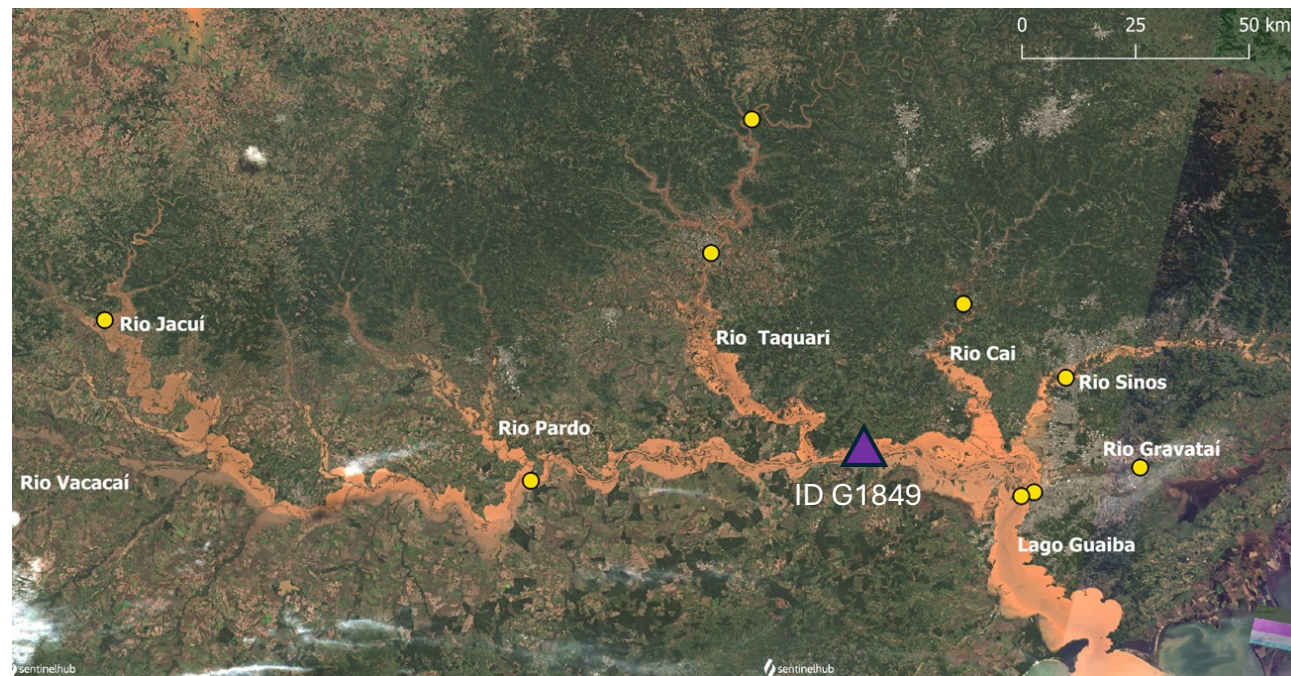 0 25 50 km
Rio Jacuí
Rio Taquari
Rio Cai
Rio Sinos
Rio Pardo
Rio Gravataí
Rio Vacacaí
ID G1849
Lago Guaiba
sentinelhub
sentinelhub